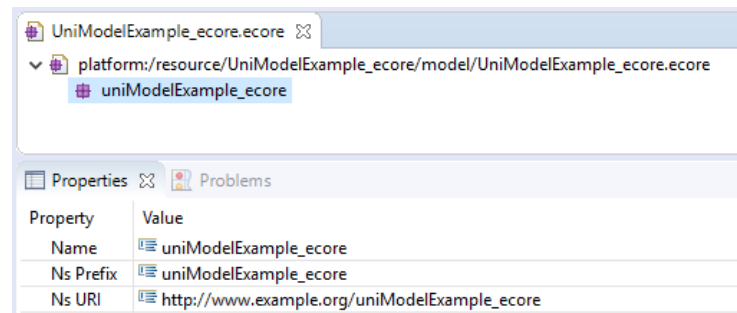 UniModelExample_ecore.ecore
platform:/resource/UniModelExample_ecore/model/UniModelExample_ecore.ecore
uniModelExample_ecore
Properties Problems
Property Value
Name uniModelExample_ecore
Ns Prefix uniModelExample_ecore
Ns URI http://www.example.org/uniModelExample_ecore